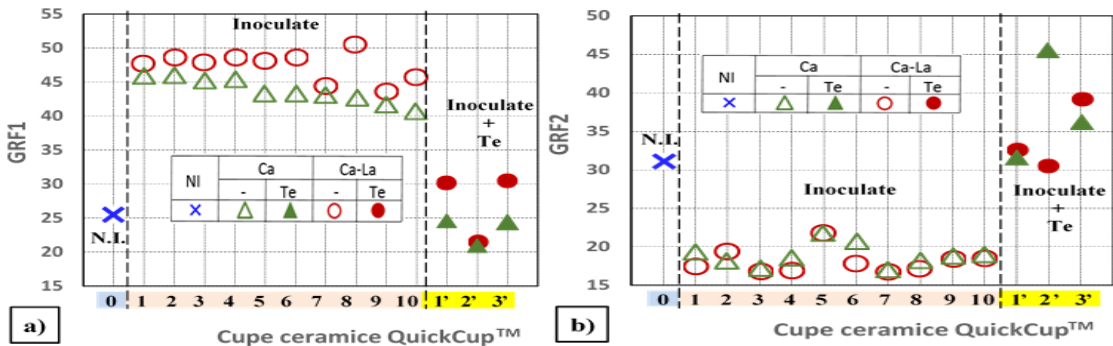 55
50
45
40
35
30
25
20
15
GRF1
Inoculate
Inoculate
+
Te
NI Ca Ca-La
- Te - Te
N.I.
0 1 2 3 4 5 6 7 8 9 10 1' 2' 3'
a)
Cupe ceramice QuickCup™
50
45
40
35
30
25
20
15
GRF2
NI Ca Ca-La
- Te - Te
N.I.
Inoculate
Inoculate
+
Te
0 1 2 3 4 5 6 7 8 9 10 1' 2' 3'
b)
Cupe ceramice QuickCup™